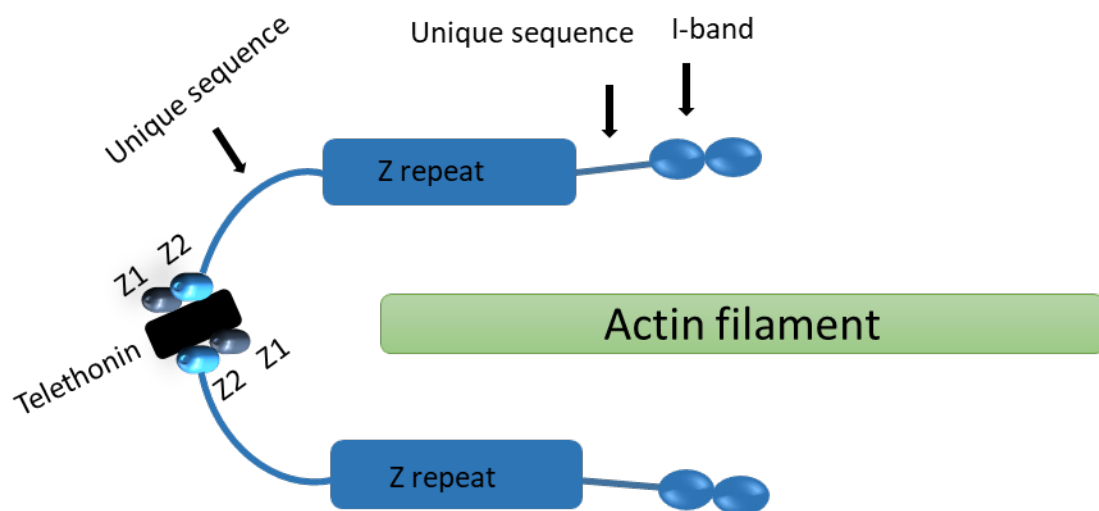 Unique sequence
Unique sequence
I-band
Z repeat
Z1
Z2
Telethonin
Z2
Z1
Actin filament
Z repeat